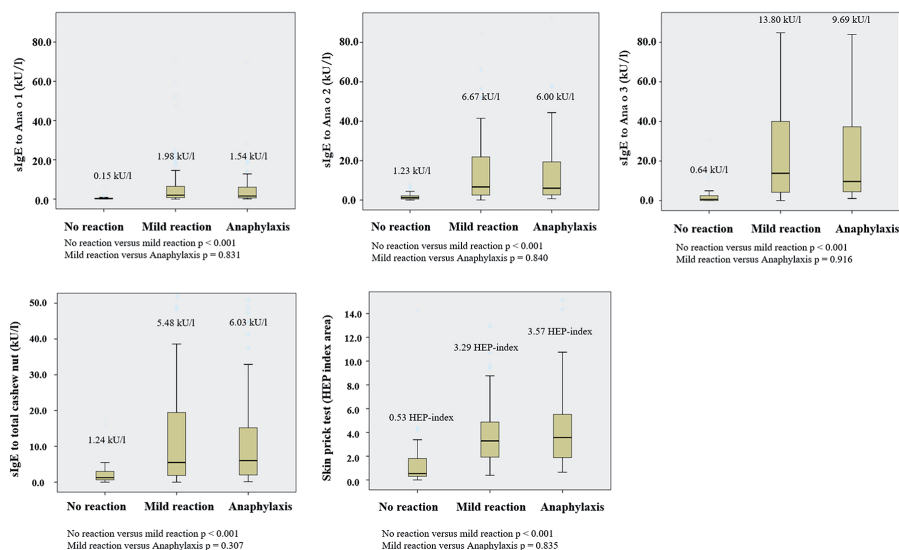 sIgE to Ana o 1 (kU/l)
80.0
60.0
40.0
20.0
0.0
0.15 kU/l
1.98 kU/l
1.54 kU/l
No reaction Mild reaction Anaphylaxis
No reaction versus mild reaction p < 0.001
Mild reaction versus Anaphylaxis p = 0.831
sIgE to Ana o 2 (kU/l)
80.0
60.0
40.0
20.0
0.0
1.23 kU/l
6.67 kU/l
6.00 kU/l
No reaction Mild reaction Anaphylaxis
No reaction versus mild reaction p < 0.001
Mild reaction versus Anaphylaxis p = 0.840
sIgE to Ana o 3 (kU/l)
80.0
60.0
40.0
20.0
0.0
0.64 kU/l
13.80 kU/l
9.69 kU/l
No reaction Mild reaction Anaphylaxis
No reaction versus mild reaction p < 0.001
Mild reaction versus Anaphylaxis p = 0.916
sIgE to total cashew nut (kU/l)
50.0
40.0
30.0
20.0
10.0
0.0
1.24 kU/l
5.48 kU/l
6.03 kU/l
No reaction Mild reaction Anaphylaxis
No reaction versus mild reaction p < 0.001
Mild reaction versus Anaphylaxis p = 0.307
Skin prick test (HEP index area)
14.0
12.0
10.0
8.0
6.0
4.0
2.0
0.0
0.53 HEP-index
3.29 HEP-index
3.57 HEP-index
No reaction Mild reaction Anaphylaxis
No reaction versus mild reaction p < 0.001
Mild reaction versus Anaphylaxis p = 0.835